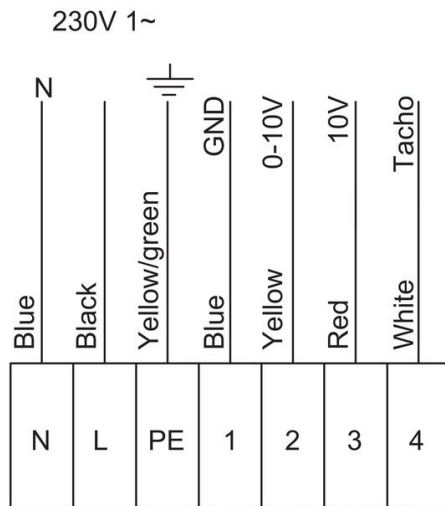 230V 1~
N
GND
0-10V
10V
Tacho
Blue
Black
Yellow/green
Blue
Yellow
Red
White
N
L
PE
1
2
3
4